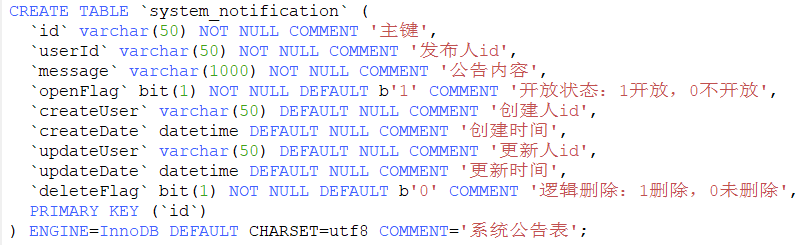 CREATE TABLE `system_notification` (
  `id` varchar(50) NOT NULL COMMENT '主键',
  `userId` varchar(50) NOT NULL COMMENT '发布人id',
  `message` varchar(1000) NOT NULL COMMENT '公告内容',
  `openFlag` bit(1) NOT NULL DEFAULT b'1' COMMENT '开放状态：1开放，0不开放',
  `createUser` varchar(50) DEFAULT NULL COMMENT '创建人id',
  `createDate` datetime DEFAULT NULL COMMENT '创建时间',
  `updateUser` varchar(50) DEFAULT NULL COMMENT '更新人id',
  `updateDate` datetime DEFAULT NULL COMMENT '更新时间',
  `deleteFlag` bit(1) NOT NULL DEFAULT b'0' COMMENT '逻辑删除：1删除，0未删除',
  PRIMARY KEY (`id`)
) ENGINE=InnoDB DEFAULT CHARSET=utf8 COMMENT='系统公告表';